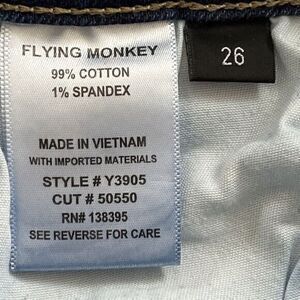 FLYING MONKEY
99% COTTON
1% SPANDEX
MADE IN VIETNAM
WITH IMPORTED MATERIALS
STYLE # Y3905
CUT # 50550
RN# 138395
SEE REVERSE FOR CARE
26